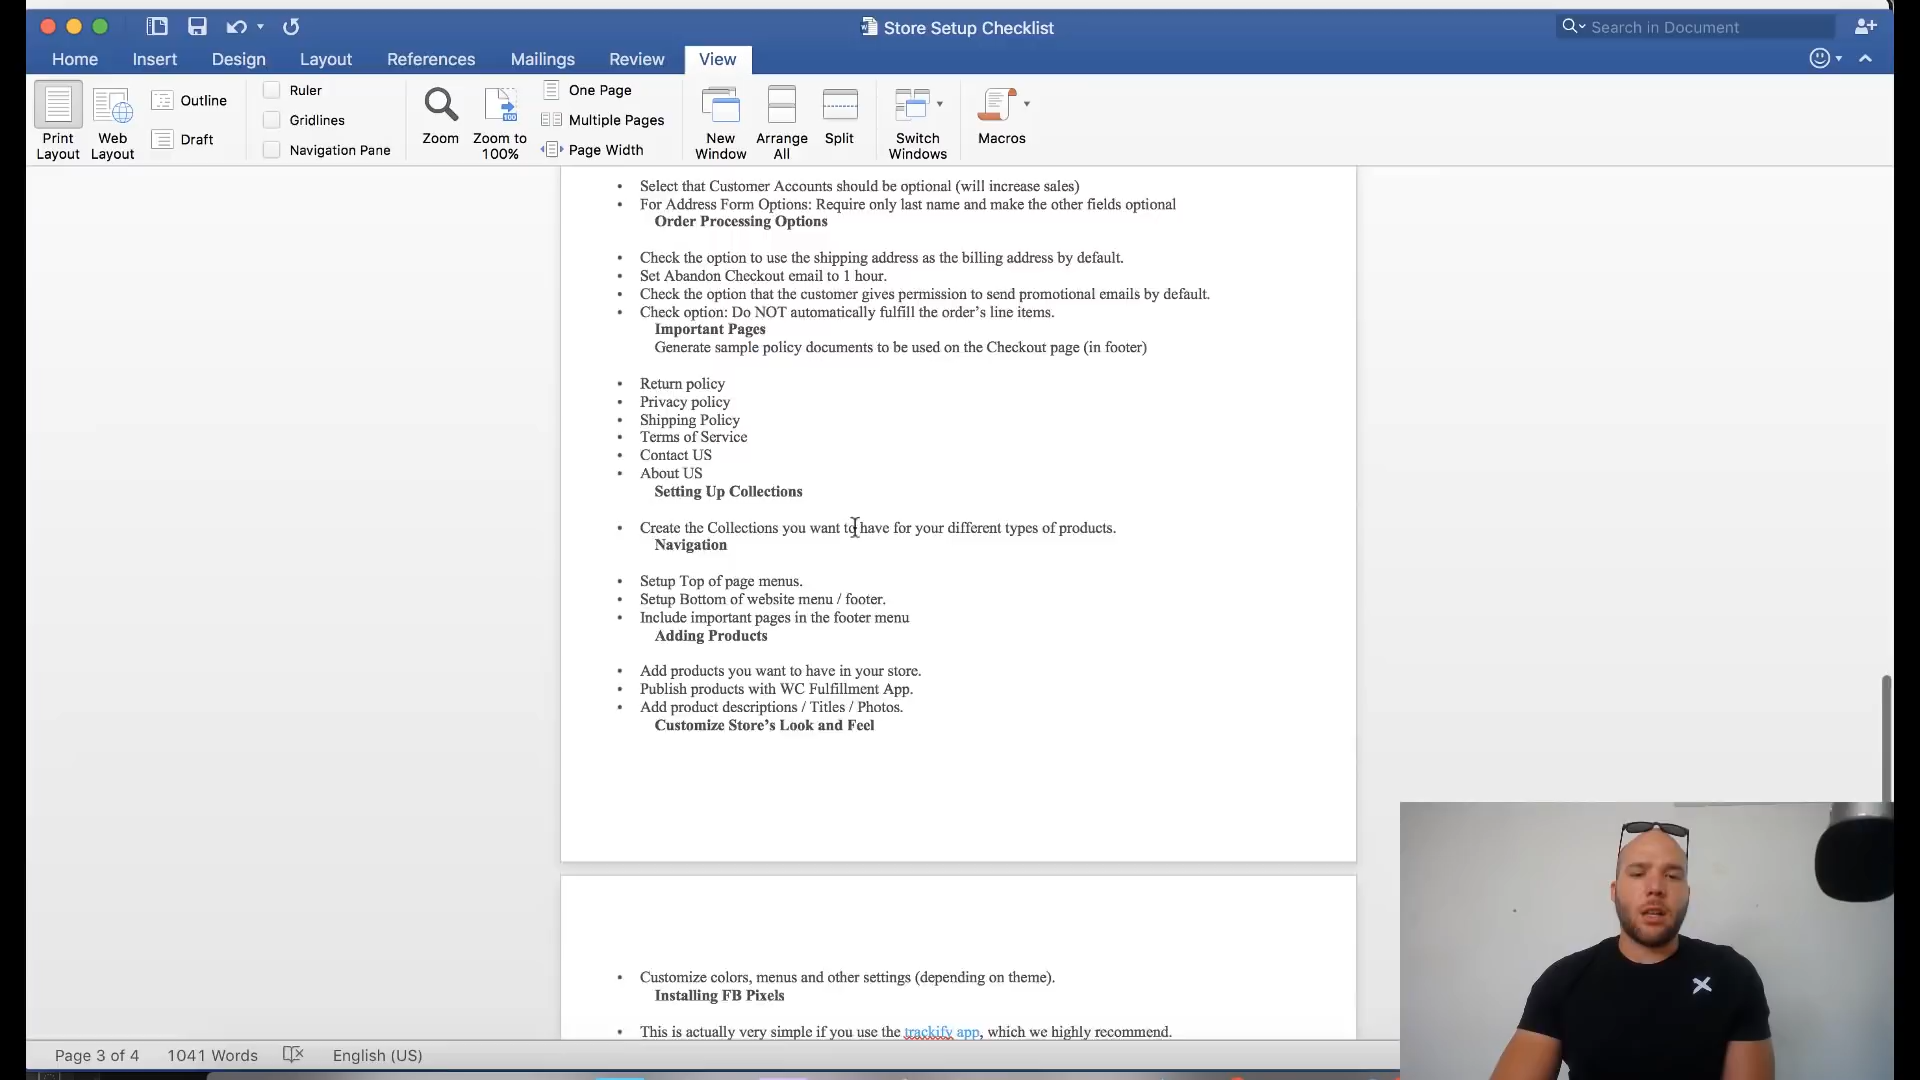 Store Setup Checklist
Search in Document
Home Insert Design Layout References Mailings Review View
Print Layout
Web Layout
Outline
Draft
Ruler
Gridlines
Navigation Pane
Zoom
Zoom to 100%
100
One Page
Multiple Pages
Page Width
New Window
Arrange All
Split
Switch Windows
Macros
• Select that Customer Accounts should be optional (will increase sales)
• For Address Form Options: Require only last name and make the other fields optional
Order Processing Options
• Check the option to use the shipping address as the billing address by default.
• Set Abandon Checkout email to 1 hour.
• Check the option that the customer gives permission to send promotional emails by default.
• Check option: Do NOT automatically fulfill the order’s line items.
Important Pages
Generate sample policy documents to be used on the Checkout page (in footer)
• Return policy
• Privacy policy
• Shipping Policy
• Terms of Service
• Contact US
• About US
Setting Up Collections
• Create the Collections you want to have for your different types of products.
Navigation
• Setup Top of page menus.
• Setup Bottom of website menu / footer.
• Include important pages in the footer menu
Adding Products
• Add products you want to have in your store.
• Publish products with WC Fulfillment App.
• Add product descriptions / Titles / Photos.
Customize Store’s Look and Feel
• Customize colors, menus and other settings (depending on theme).
Installing FB Pixels
• This is actually very simple if you use the trackify app, which we highly recommend.
Page 3 of 4 1041 Words English (US)